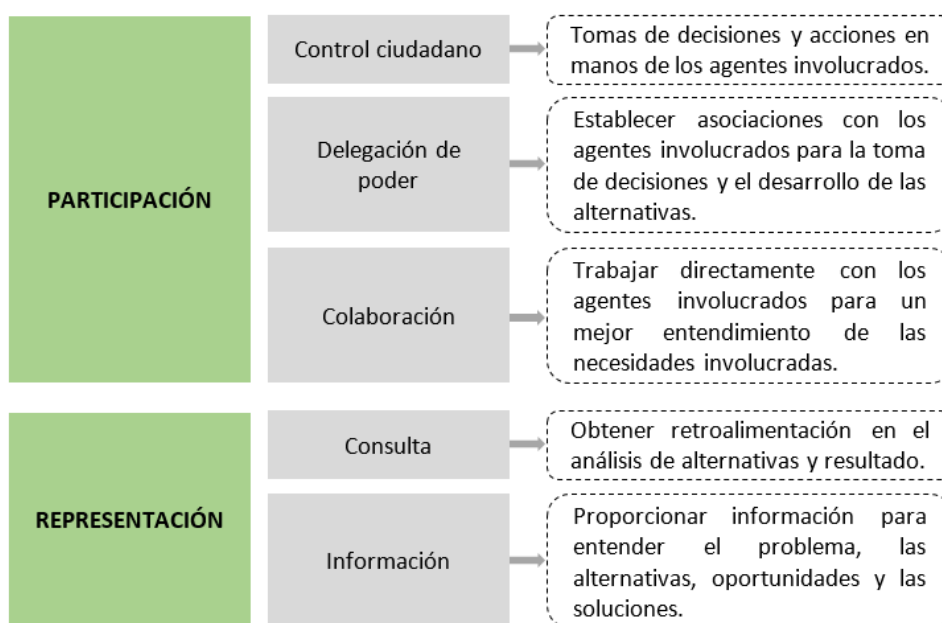 PARTICIPACIÓN
Control ciudadano
Tomas de decisiones y acciones en
manos de los agentes involucrados.
Delegación de
poder
Establecer asociaciones con los
agentes involucrados para la toma
de decisiones y el desarrollo de las
alternativas.
Colaboración
Trabajar directamente con los
agentes involucrados para un
mejor entendimiento de las
necesidades involucradas.
REPRESENTACIÓN
Consulta
Obtener retroalimentación en el
análisis de alternativas y resultado.
Información
Proporcionar información para
entender el problema, las
alternativas, oportunidades y las
soluciones.